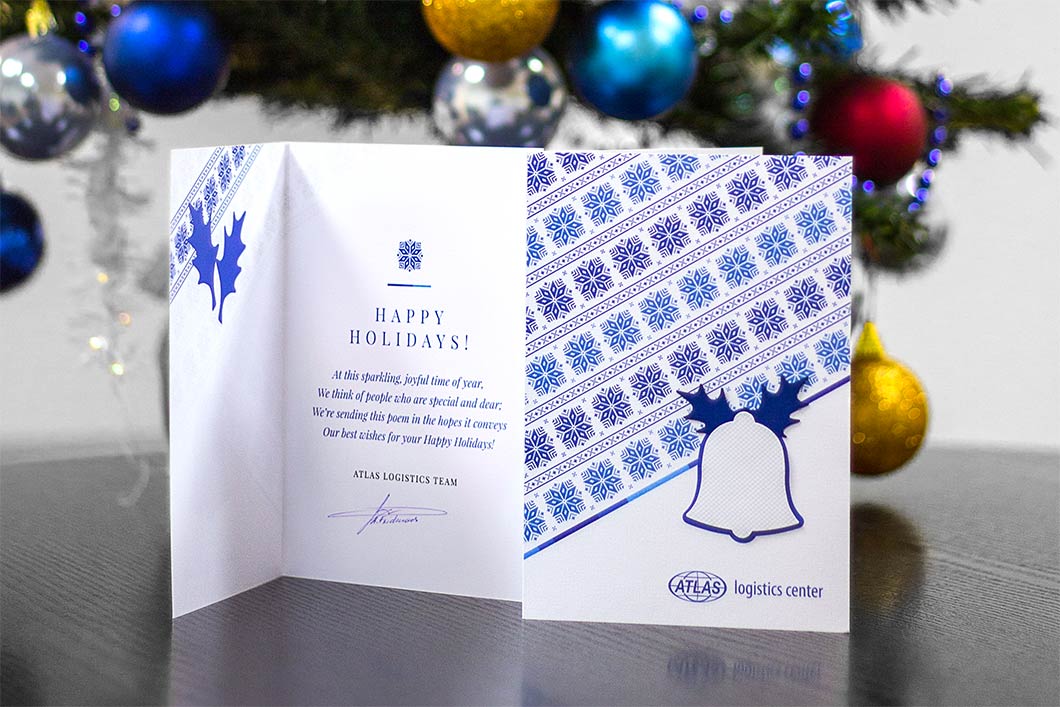 HAPPY
HOLIDAYS!
At this sparkling, joyful time of year,
We think of people who are special and dear;
We're sending this poem in the hopes it conveys
Our best wishes for your Happy Holidays!
ATLAS LOGISTICS TEAM
ATLAS logistics center